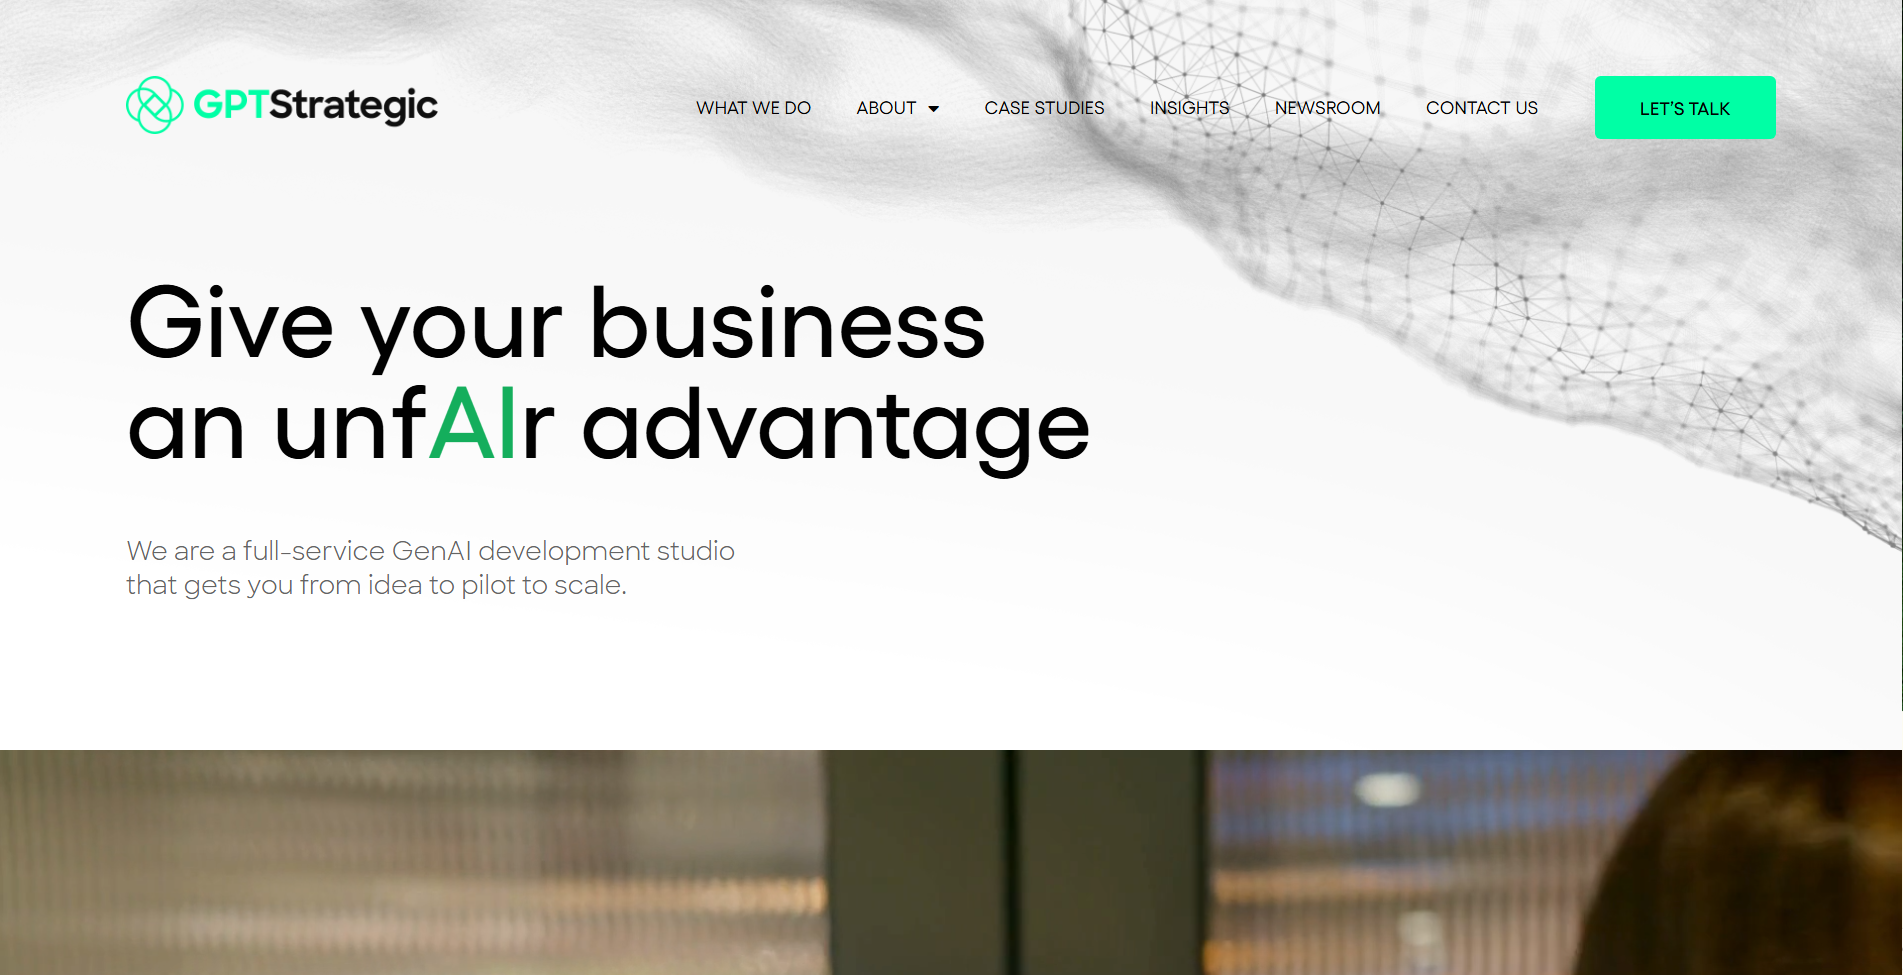 GPTStrategic
WHAT WE DO
ABOUT
CASE STUDIES
INSIGHTS
NEWSROOM
CONTACT US
LET'S TALK
Give your business
an unfAIr advantage
We are a full-service GenAI development studio
that gets you from idea to pilot to scale.